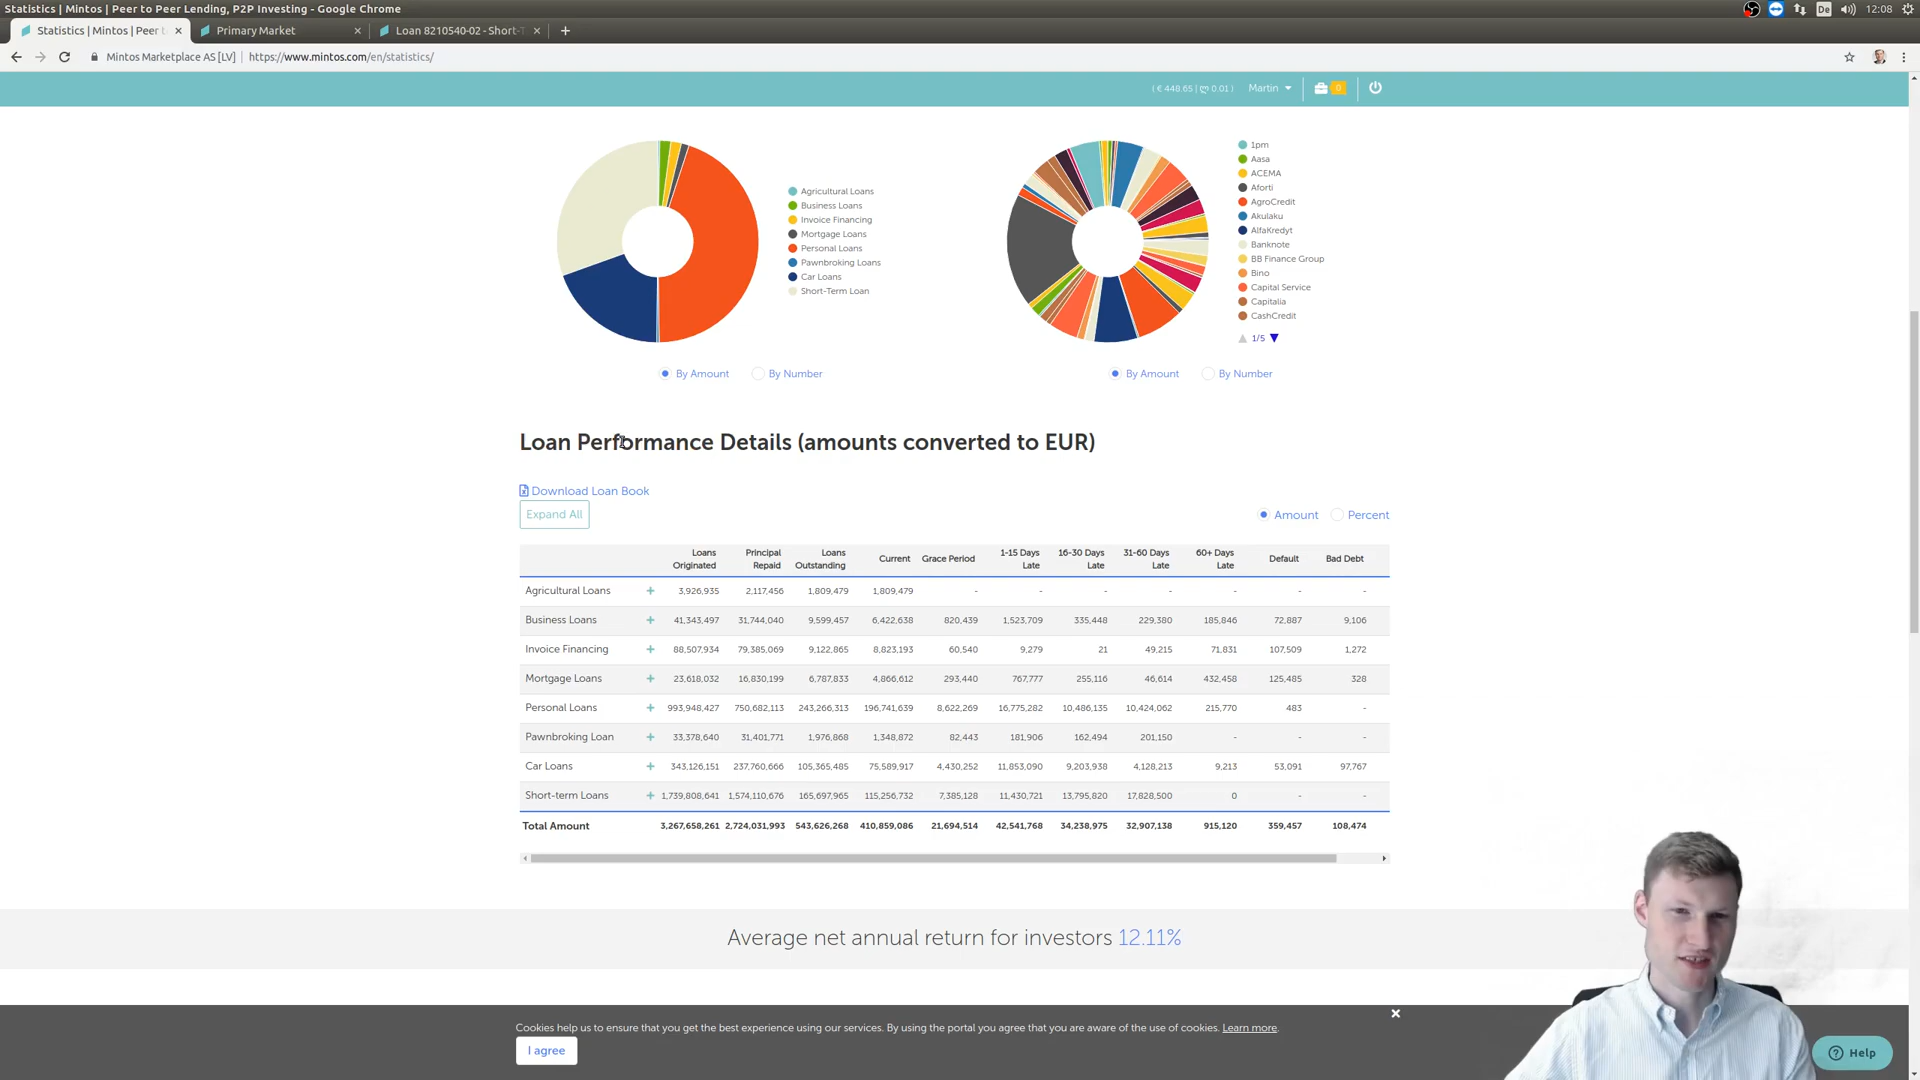 Statistics | Mintos | Peer to Peer Lending, P2P Investing - Google Chrome
De 12:08
Statistics | Mintos | Peer t
Primary Market
Loan 8210540-02 - Short-T
Mintos Marketplace AS [LV] | https://www.mintos.com/en/statistics/
( € 448.65 | ლ 0.01 ) Martin 0
Agricultural Loans
Business Loans
Invoice Financing
Mortgage Loans
Personal Loans
Pawnbroking Loans
Car Loans
Short-Term Loan
1pm
Aasa
ACEMA
Aforti
AgroCredit
Akulaku
AlfaKredyt
Banknote
BB Finance Group
Bino
Capital Service
Capitalia
CashCredit
1/5
By Amount By Number
By Amount By Number
Loan Performance Details (amounts converted to EUR)
Download Loan Book
Expand All
Amount Percent
Loans Originated Principal Repaid Loans Outstanding Current Grace Period 1-15 Days Late 16-30 Days Late 31-60 Days Late 60+ Days Late Default Bad Debt
Agricultural Loans + 3,926,935 2,117,456 1,809,479 1,809,479 - - - - - - -
Business Loans + 41,343,497 31,744,040 9,599,457 6,422,638 820,439 1,523,709 335,448 229,380 185,846 72,887 9,106
Invoice Financing + 88,507,934 79,385,069 9,122,865 8,823,193 60,540 9,279 21 49,215 71,831 107,509 1,272
Mortgage Loans + 23,618,032 16,830,199 6,787,833 4,866,612 293,440 767,777 255,116 46,614 432,458 125,485 328
Personal Loans + 993,948,427 750,682,113 243,266,313 196,741,639 8,622,269 16,775,282 10,486,135 10,424,062 215,770 483 -
Pawnbroking Loan + 33,378,640 31,401,771 1,976,868 1,348,872 82,443 181,906 162,494 201,150 - - -
Car Loans + 343,126,151 237,760,666 105,365,485 75,589,917 4,430,252 11,853,090 9,203,938 4,128,213 9,213 53,091 97,767
Short-term Loans + 1,739,808,641 1,574,110,676 165,697,965 115,256,732 7,385,128 11,430,721 13,795,820 17,828,500 0 - -
Total Amount 3,267,658,261 2,724,031,993 543,626,268 410,859,086 21,694,514 42,541,768 34,238,975 32,907,138 915,120 359,457 108,474
Average net annual return for investors 12.11%
Cookies help us to ensure that you get the best experience using our services. By using the portal you agree that you are aware of the use of cookies. Learn more.
I agree
Help